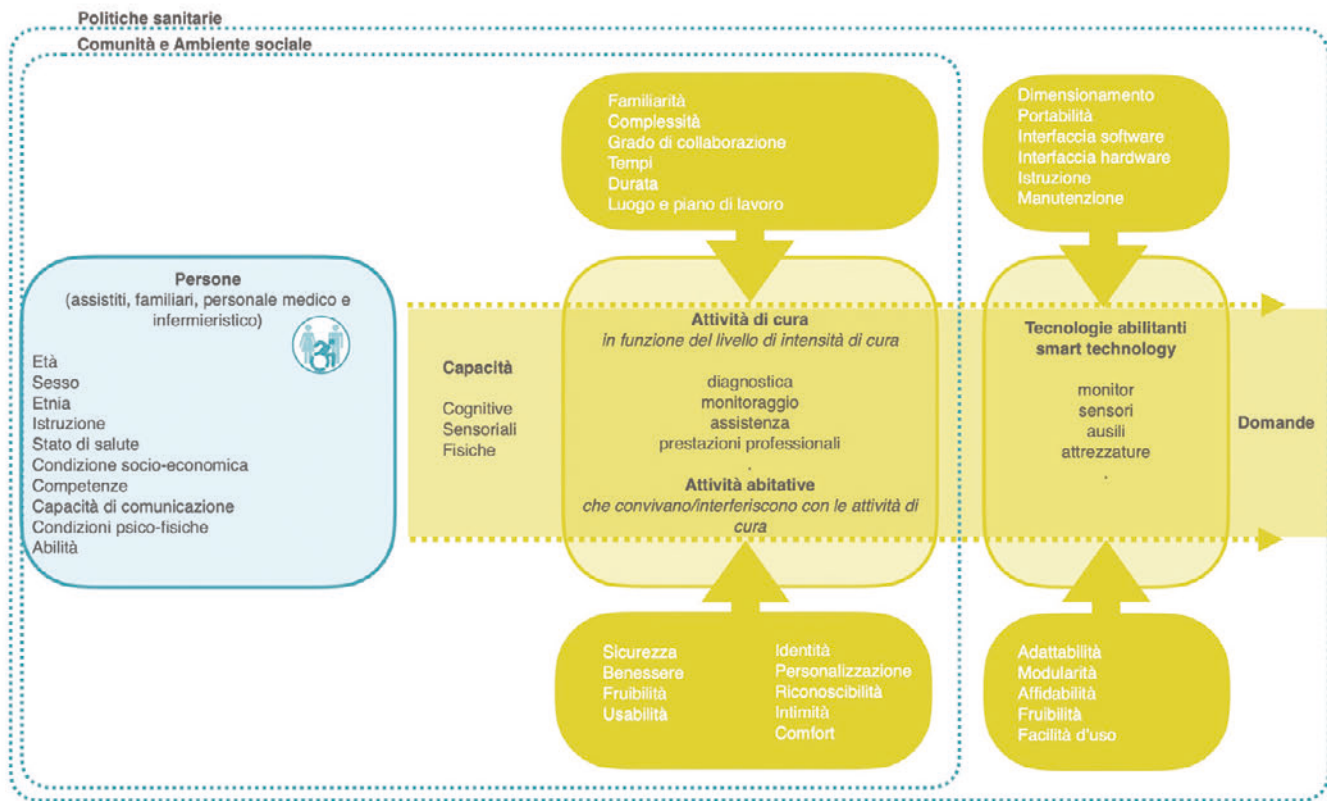 Politiche sanitarie
Comunità e Ambiente sociale
Familiarità
Complessità
Grado di collaborazione
Tempi
Durata
Luogo e piano di lavoro
Dimensionamento
Portabilità
Interfaccia software
Interfaccia hardware
Istruzione
Manutenzione
Persone
(assistiti, familiari, personale medico e
infermieristico)
Età
Sesso
Etnia
Istruzione
Stato di salute
Condizione socio-economica
Competenze
Capacità di comunicazione
Condizioni psico-fisiche
Abilità
Capacità
Cognitive
Sensoriali
Fisiche
Attività di cura
in funzione del livello di intensità di cura
diagnostica
monitoraggio
assistenza
prestazioni professionali
.
Attività abitative
che convivano/interferiscono con le attività di
cura
Tecnologie abilitanti
smart technology
monitor
sensori
ausili
attrezzature
.
Domande
Sicurezza
Benessere
Fruibilità
Usabilità
Identità
Personalizzazione
Riconoscibilità
Intimità
Comfort
Adattabilità
Modularità
Affidabilità
Fruibilità
Facilità d'uso